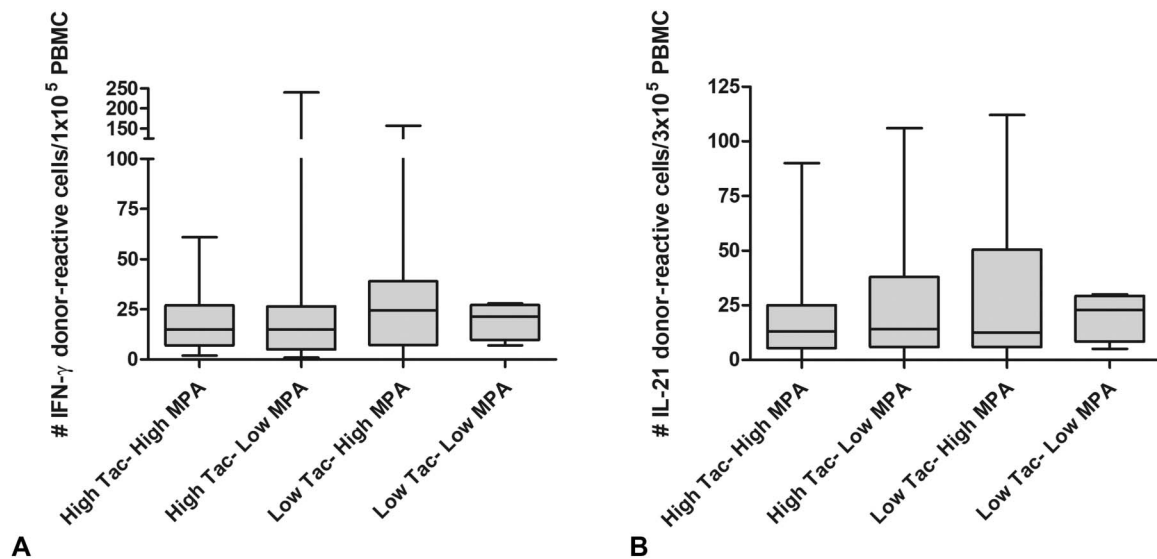 # IFN-γ donor-reactive cells/1x10⁵ PBMC
250
200
150
100
75
50
25
0
High Tac- High MPA
High Tac- Low MPA
Low Tac- High MPA
Low Tac- Low MPA
A
# IL-21 donor-reactive cells/3x10⁵ PBMC
125
100
75
50
25
0
High Tac- High MPA
High Tac- Low MPA
Low Tac- High MPA
Low Tac- Low MPA
B